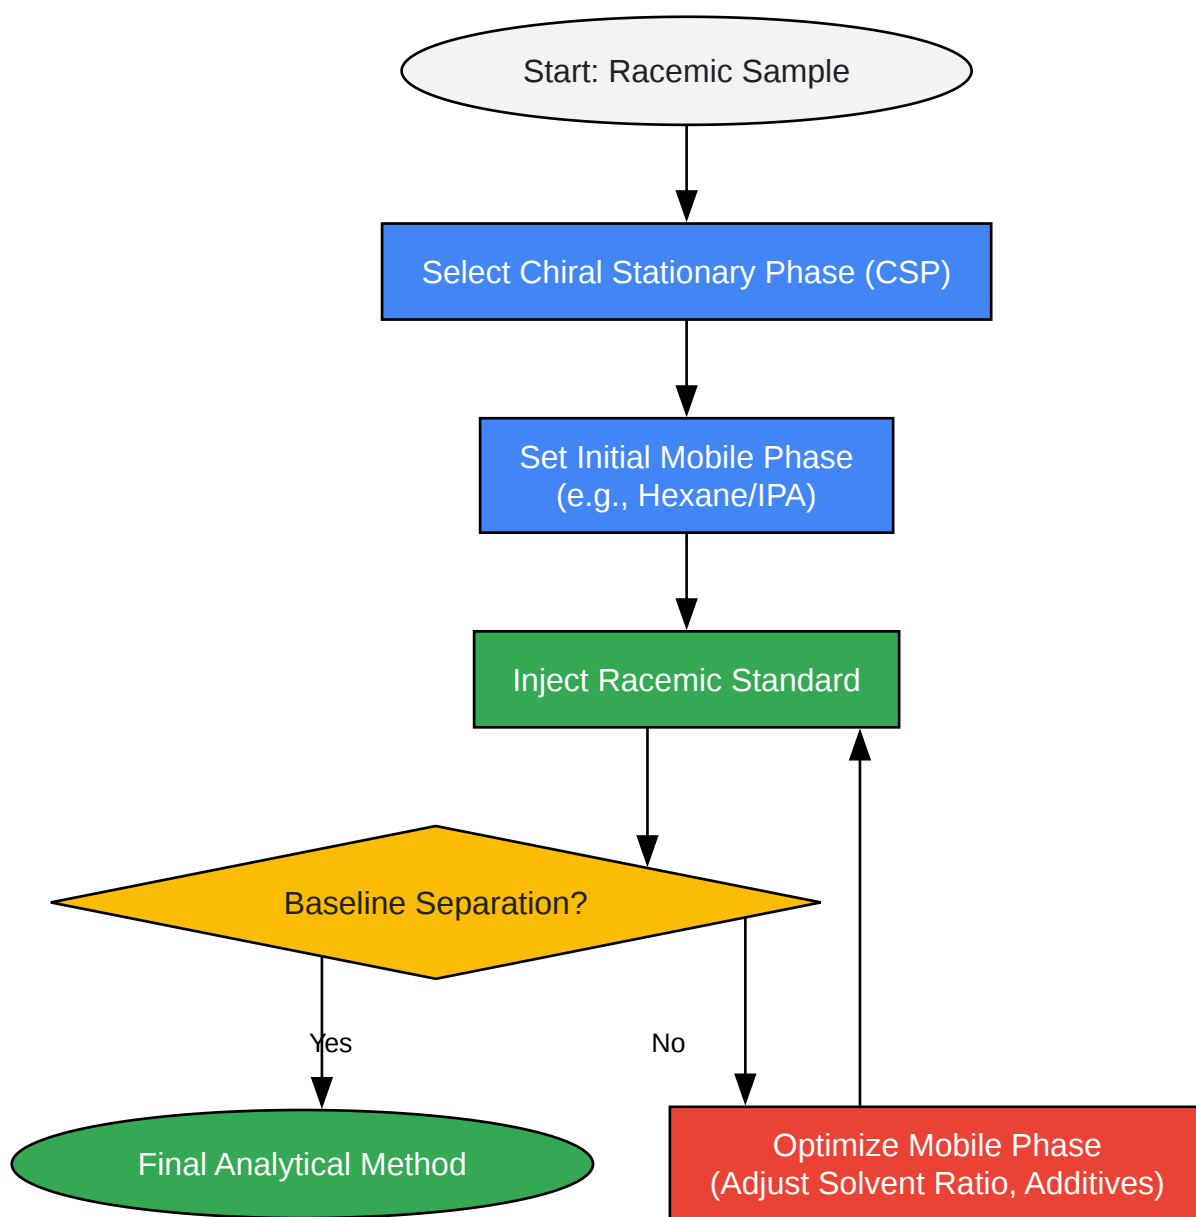 Start: Racemic Sample
Select Chiral Stationary Phase (CSP)
Set Initial Mobile Phase
(e.g., Hexane/IPA)
Inject Racemic Standard
Baseline Separation?
Yes
No
Final Analytical Method
Optimize Mobile Phase
(Adjust Solvent Ratio, Additives)